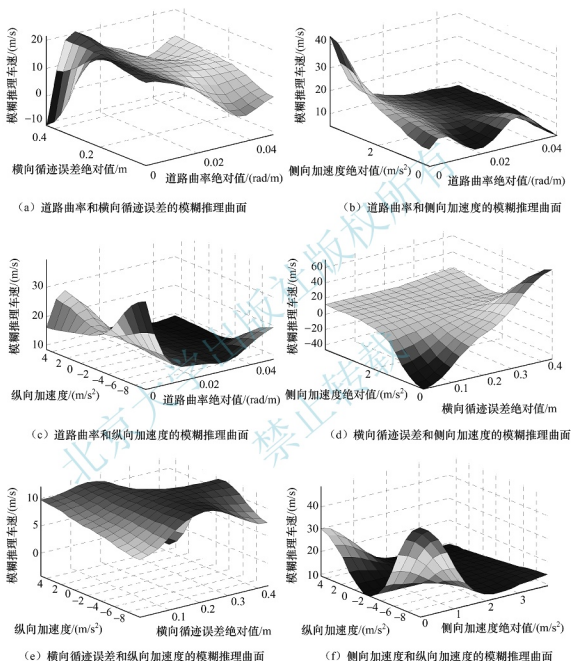 模糊推理车速/(m/s)
20
10
0
-10
0.4
0.2
0
0
0.02
0.04
横向循迹误差绝对值/m
道路曲率绝对值/(rad/m)
(a) 道路曲率和横向循迹误差的模糊推理曲面
模糊推理车速/(m/s)
40
30
20
10
2
0
0
0.02
0.04
侧向加速度绝对值/(m/s²)
道路曲率绝对值/(rad/m)
(b) 道路曲率和侧向加速度的模糊推理曲面
模糊推理车速/(m/s)
30
20
10
4
2
0
-2
-4
-6
-8
0
0.02
0.04
纵向加速度/(m/s²)
道路曲率绝对值/(rad/m)
(c) 道路曲率和纵向加速度的模糊推理曲面
模糊推理车速/(m/s)
60
40
20
0
-20
-40
2
0
0.1
0.2
0.3
0.4
侧向加速度绝对值/(m/s²)
横向循迹误差绝对值/m
(d) 横向循迹误差和侧向加速度的模糊推理曲面
模糊推理车速/(m/s)
10
5
0
4
2
0
-2
-4
-6
-8
0.1
0.2
0.3
0.4
纵向加速度/(m/s²)
横向循迹误差绝对值/m
(e) 横向循迹误差和纵向加速度的模糊推理曲面
模糊推理车速/(m/s)
40
30
20
10
4
2
0
-2
-4
-6
-8
0
1
2
3
纵向加速度/(m/s²)
侧向加速度绝对值/(m/s²)
(f) 侧向加速度和纵向加速度的模糊推理曲面
北京大学出版社版权所有
禁止转载